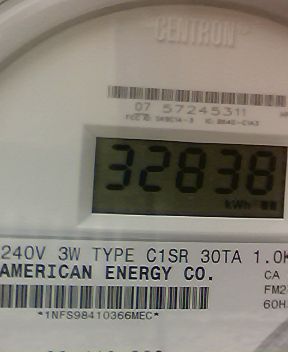 CENTRON
07 57245311
32838
kWh
240V 3W TYPE C1SR 30TA 1.0K
AMERICAN ENERGY CO.
CA
FM2
60H
*1NFS98410366MEC*